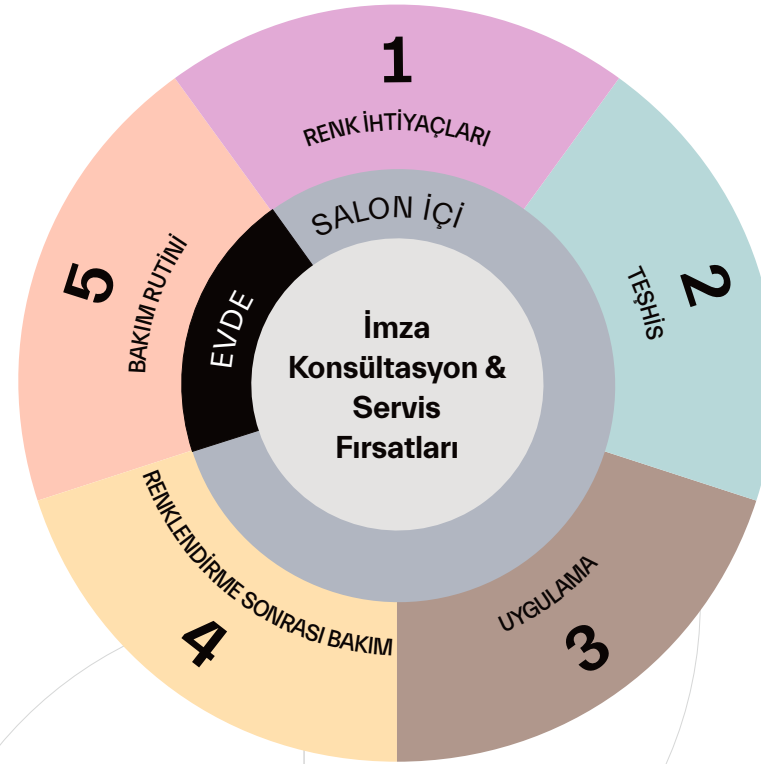 1
RENK İHTİYAÇLARI
2
TEŞHİS
3
UYGULAMA
4
RENKLENDİRME SONRASI BAKIM
5
BAKIM RUTİNİ
SALON İÇİ
EVDE
İmza
Konsültasyon &
Servis
Fırsatları